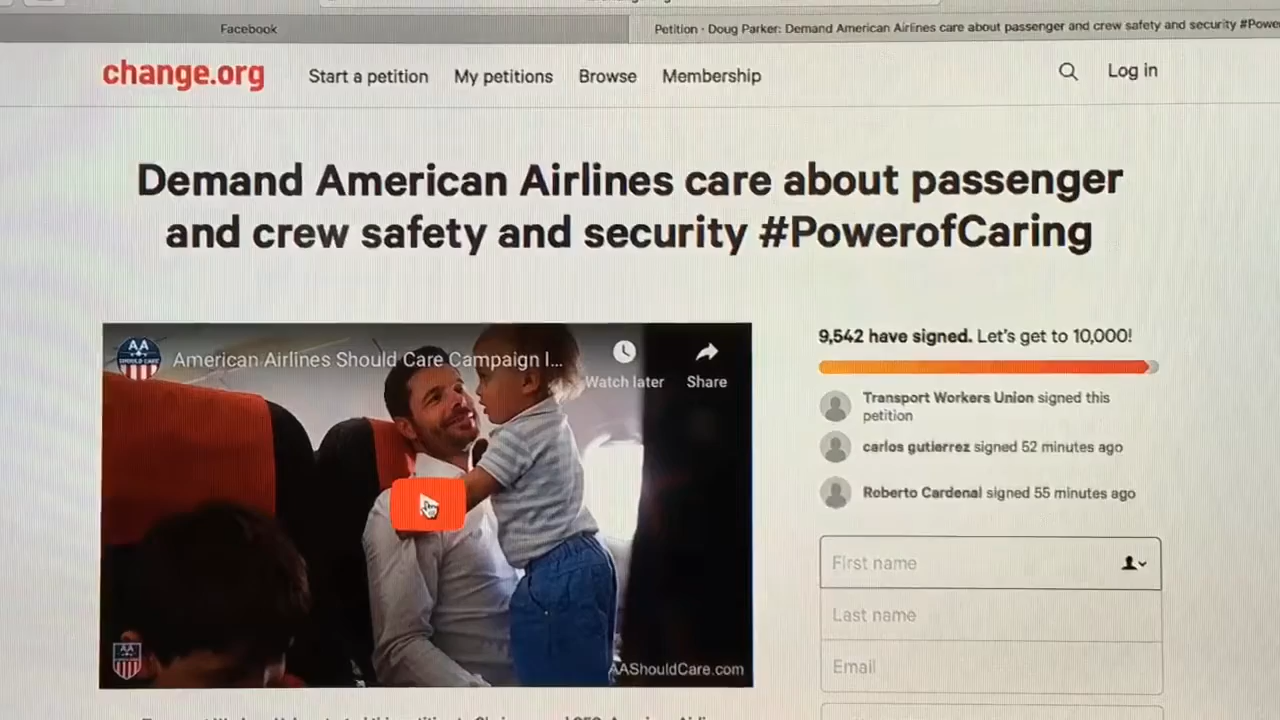 Facebook
Petition · Doug Parker: Demand American Airlines care about passenger and crew safety and security #Powe
change.org
Start a petition
My petitions
Browse
Membership
Log in
Demand American Airlines care about passenger
and crew safety and security #PowerofCaring
AA
SHOULD CARE
American Airlines Should Care Campaign I...
Watch later
Share
AA
AAShouldCare.com
9,542 have signed. Let's get to 10,000!
Transport Workers Union signed this
petition
carlos gutierrez signed 52 minutes ago
Roberto Cardenal signed 55 minutes ago
First name
Last name
Email